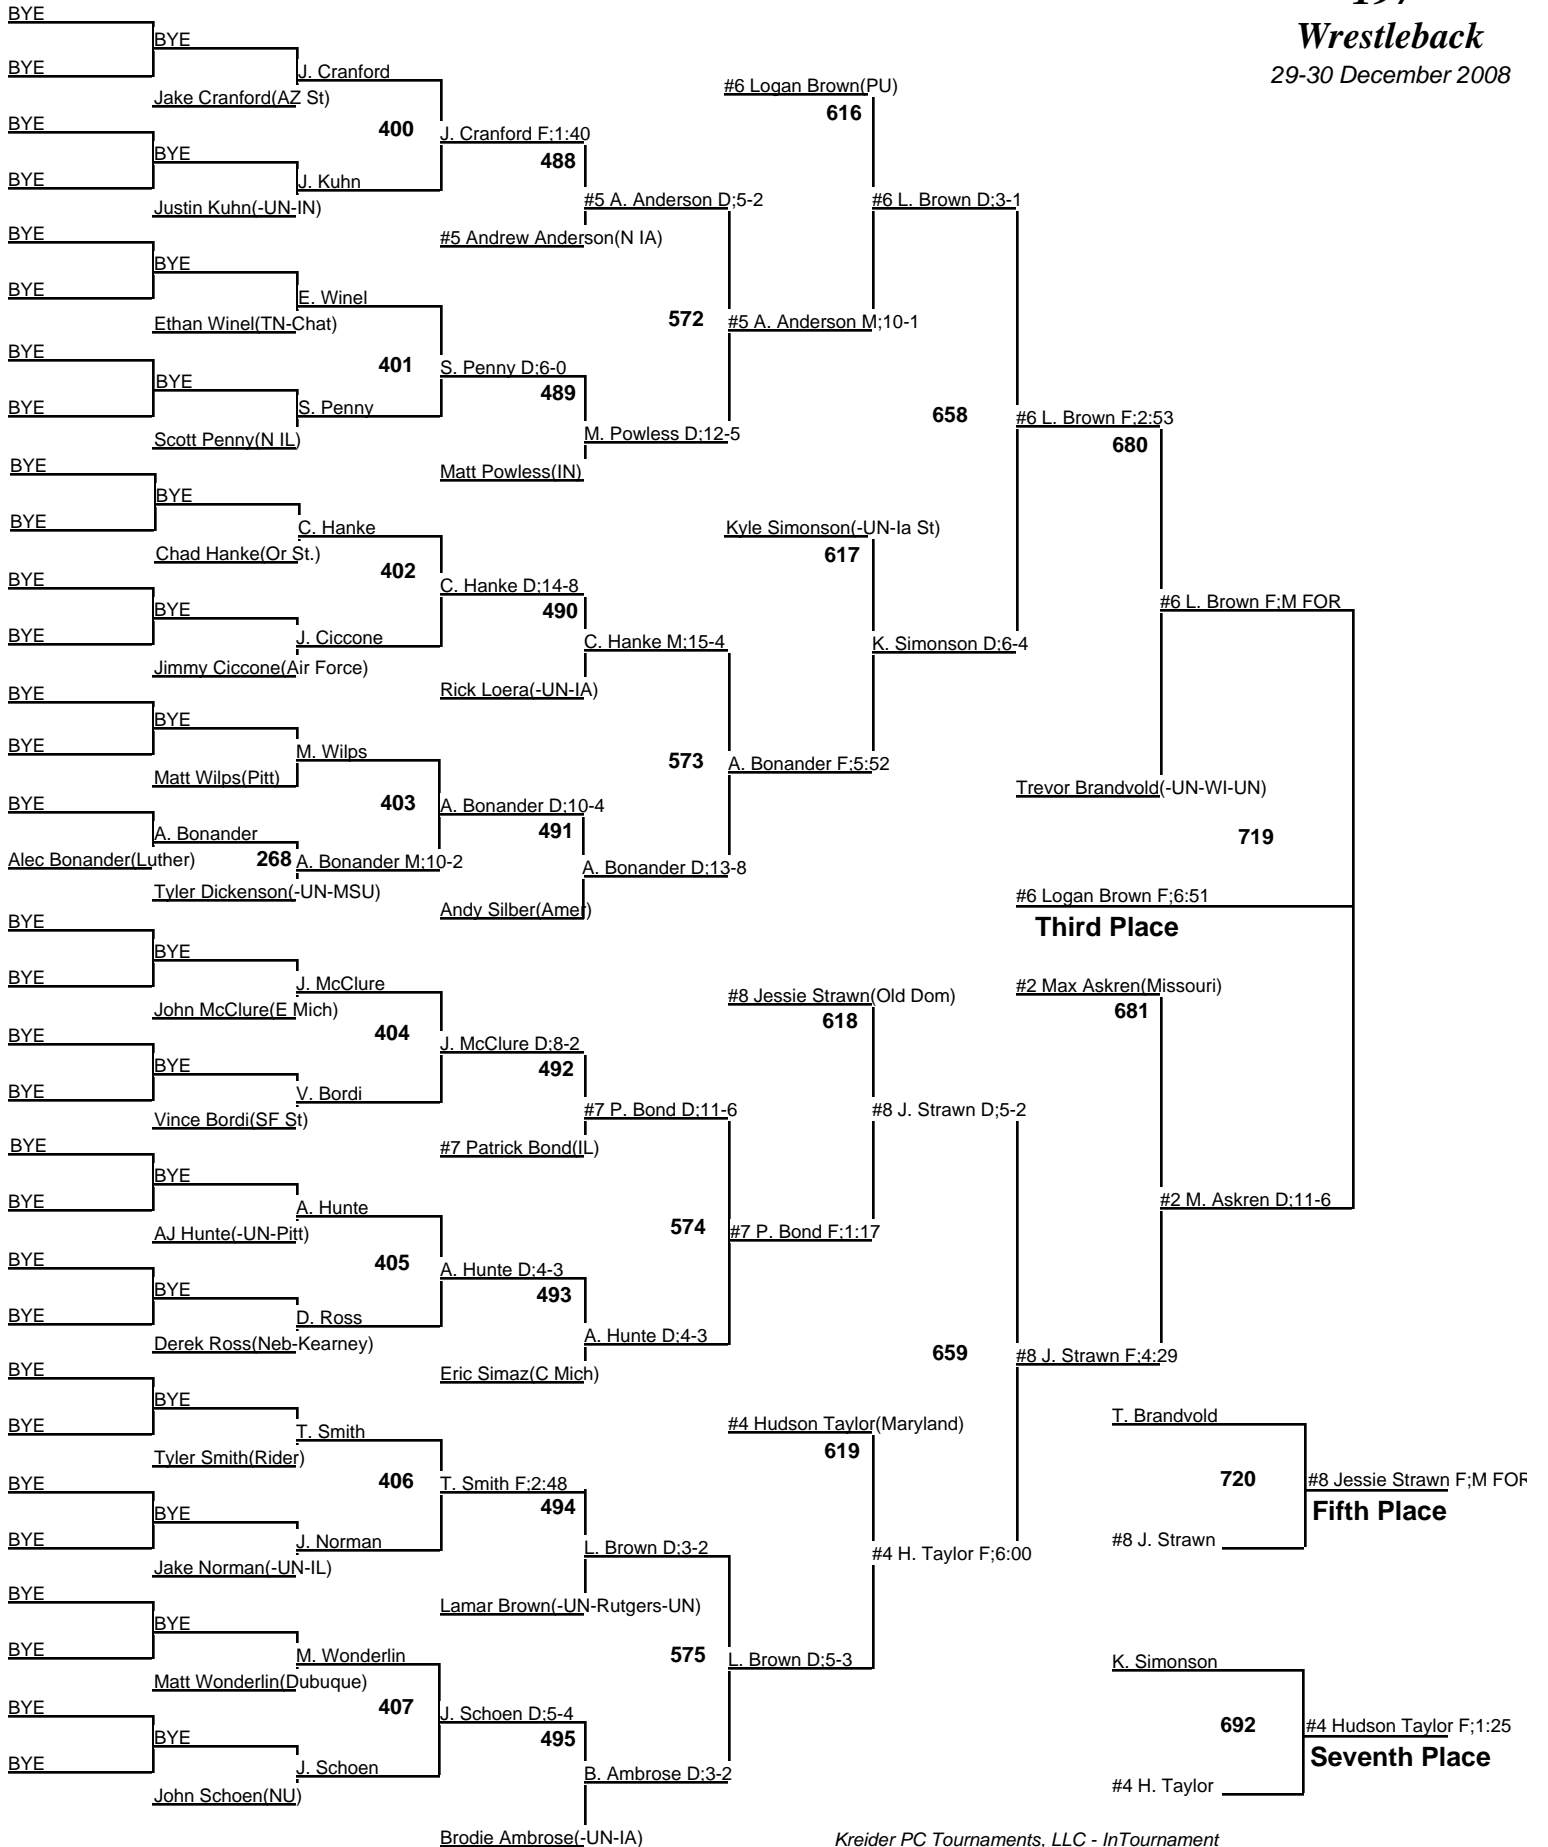 197
Wrestleback
29-30 December 2008
BYE
BYE
BYE
J. Cranford
Jake Cranford(AZ St)
400
BYE
BYE
BYE
J. Kuhn
Justin Kuhn(-UN-IN)
J. Cranford F;1:40
488
#5 A. Anderson D;5-2
#5 Andrew Anderson(N IA)
BYE
BYE
BYE
E. Winel
Ethan Winel(TN-Chat)
401
BYE
BYE
BYE
S. Penny
Scott Penny(N IL)
S. Penny D;6-0
489
M. Powless D;12-5
Matt Powless(IN)
572
#5 A. Anderson M;10-1
#6 Logan Brown(PU)
616
#6 L. Brown D;3-1
BYE
BYE
BYE
C. Hanke
Chad Hanke(Or St.)
402
BYE
BYE
BYE
J. Ciccone
Jimmy Ciccone(Air Force)
C. Hanke D;14-8
490
C. Hanke M;15-4
Rick Loera(-UN-IA)
BYE
BYE
BYE
M. Wilps
Matt Wilps(Pitt)
403
BYE
A. Bonander
Alec Bonander(Luther)
268
A. Bonander M;10-2
Tyler Dickenson(-UN-MSU)
A. Bonander D;10-4
491
A. Bonander D;13-8
Andy Silber(Amer)
573
A. Bonander F;5:52
Kyle Simonson(-UN-Ia St)
617
K. Simonson D;6-4
658
#6 L. Brown F;2:53
680
#6 L. Brown F;M FOR
Trevor Brandvold(-UN-WI-UN)
719
#6 Logan Brown F;6:51
Third Place
BYE
BYE
BYE
J. McClure
John McClure(E Mich)
404
BYE
BYE
BYE
V. Bordi
Vince Bordi(SF St)
J. McClure D;8-2
492
#7 P. Bond D;11-6
#7 Patrick Bond(IL)
BYE
BYE
BYE
A. Hunte
AJ Hunte(-UN-Pitt)
405
BYE
BYE
BYE
D. Ross
Derek Ross(Neb-Kearney)
A. Hunte D;4-3
493
A. Hunte D;4-3
Eric Simaz(C Mich)
574
#7 P. Bond F;1:17
#8 Jessie Strawn(Old Dom)
618
#8 J. Strawn D;5-2
#2 Max Askren(Missouri)
681
#2 M. Askren D;11-6
BYE
BYE
BYE
T. Smith
Tyler Smith(Rider)
406
BYE
BYE
BYE
J. Norman
Jake Norman(-UN-IL)
T. Smith F;2:48
494
L. Brown D;3-2
Lamar Brown(-UN-Rutgers-UN)
BYE
BYE
BYE
M. Wonderlin
Matt Wonderlin(Dubuque)
407
BYE
BYE
BYE
J. Schoen
John Schoen(NU)
J. Schoen D;5-4
495
B. Ambrose D;3-2
Brodie Ambrose(-UN-IA)
575
L. Brown D;5-3
#4 Hudson Taylor(Maryland)
619
#4 H. Taylor F;6:00
659
#8 J. Strawn F;4:29
T. Brandvold
720
#8 Jessie Strawn F;M FOR
Fifth Place
#8 J. Strawn
K. Simonson
692
#4 Hudson Taylor F;1:25
Seventh Place
#4 H. Taylor
Kreider PC Tournaments, LLC - InTournament